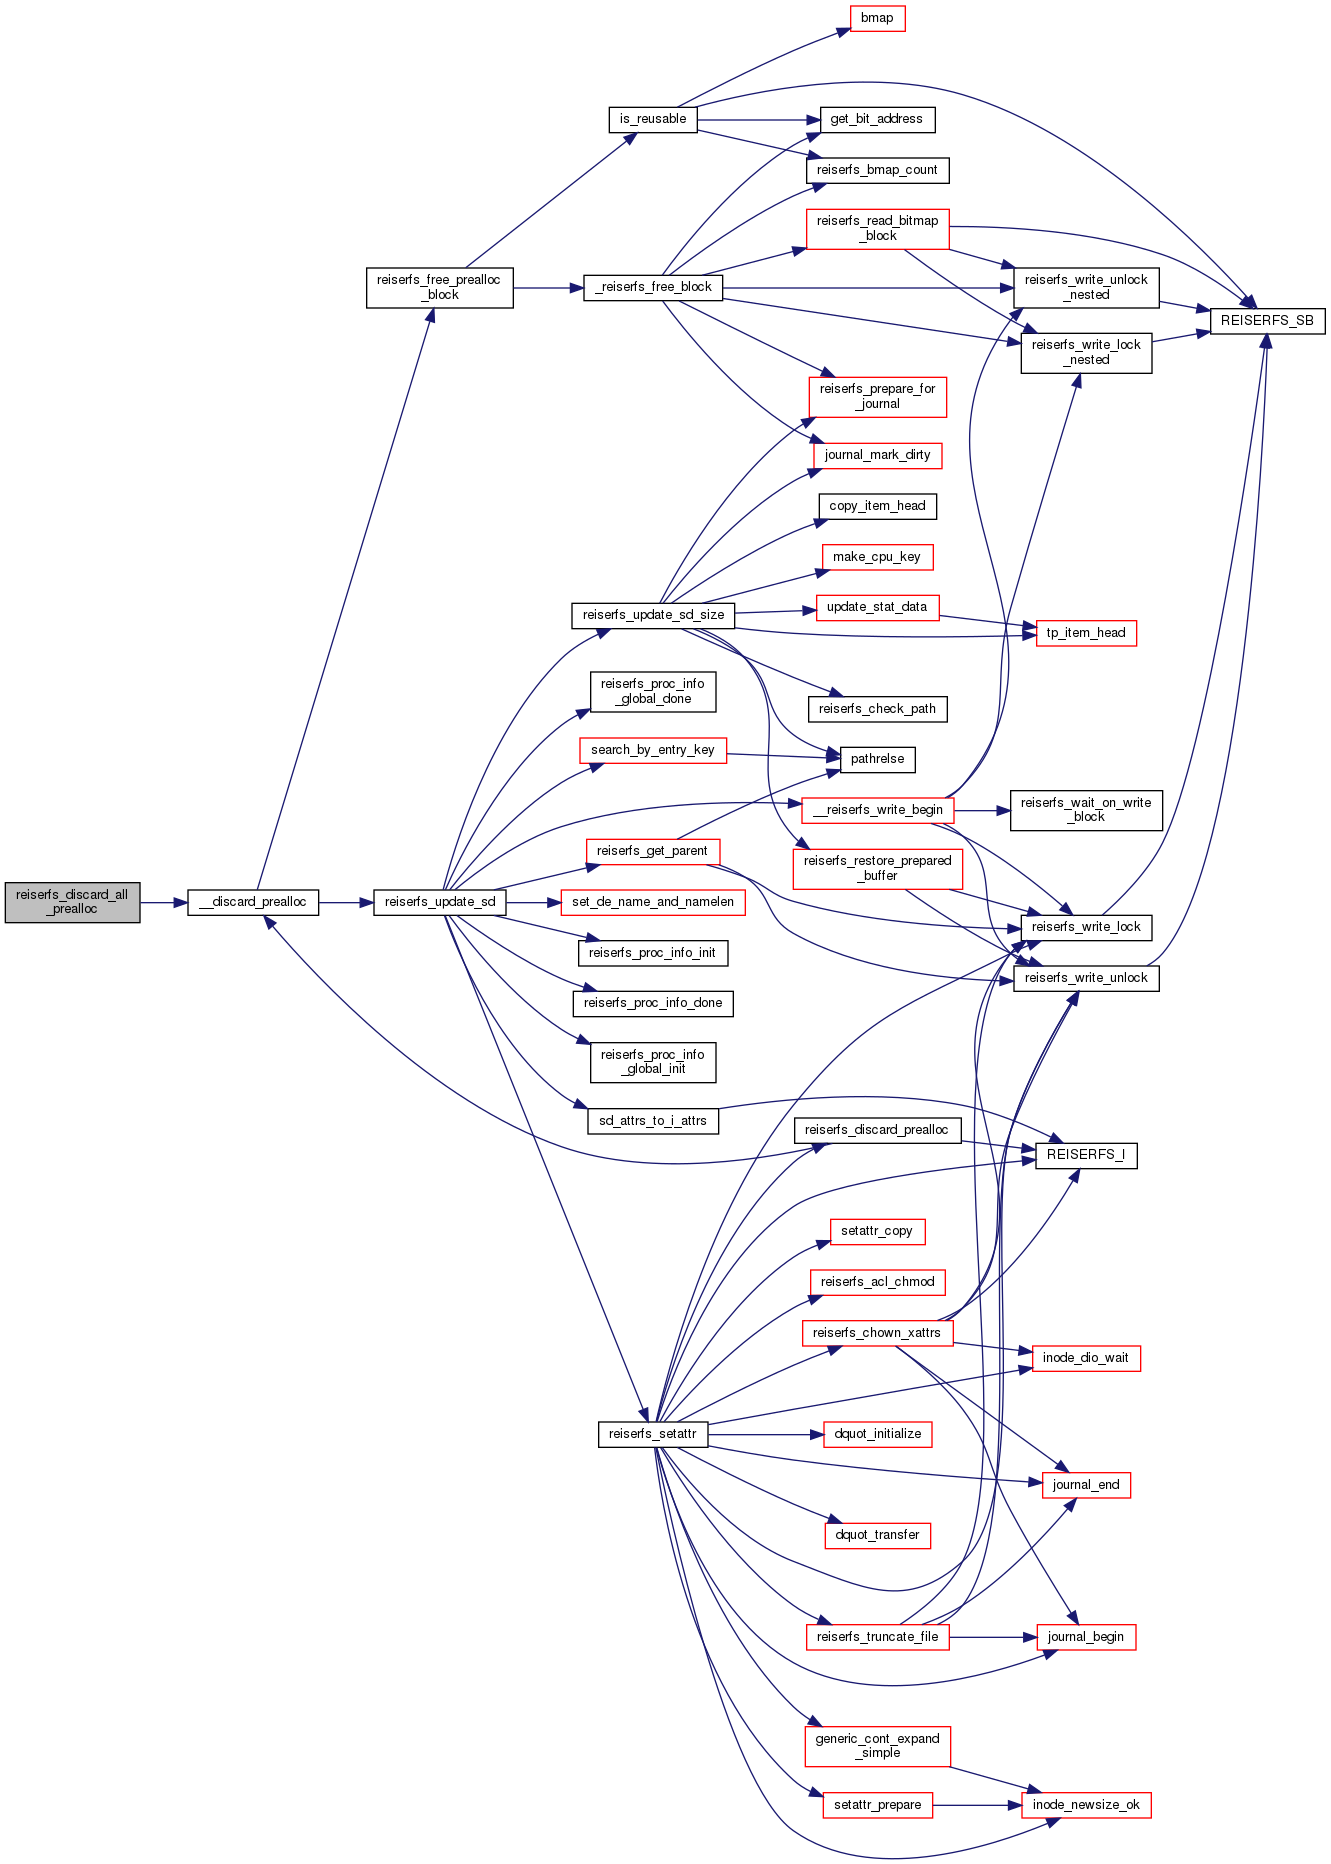 bmap
is_reusable
get_bit_address
reiserfs_bmap_count
reiserfs_read_bitmap
_block
reiserfs_free_prealloc
_block
_reiserfs_free_block
reiserfs_write_unlock
_nested
REISERFS_SB
reiserfs_write_lock
_nested
reiserfs_prepare_for
_journal
journal_mark_dirty
copy_item_head
make_cpu_key
update_stat_data
reiserfs_update_sd_size
tp_item_head
reiserfs_proc_info
_global_done
reiserfs_check_path
search_by_entry_key
pathrelse
__reiserfs_write_begin
reiserfs_wait_on_write
_block
reiserfs_get_parent
reiserfs_restore_prepared
_buffer
reiserfs_discard_all
_prealloc
__discard_prealloc
reiserfs_update_sd
set_de_name_and_namelen
reiserfs_write_lock
reiserfs_proc_info_init
reiserfs_write_unlock
reiserfs_proc_info_done
reiserfs_proc_info
_global_init
sd_attrs_to_i_attrs
reiserfs_discard_prealloc
REISERFS_I
setattr_copy
reiserfs_acl_chmod
reiserfs_chown_xattrs
inode_dio_wait
reiserfs_setattr
dquot_initialize
journal_end
dquot_transfer
reiserfs_truncate_file
journal_begin
generic_cont_expand
_simple
setattr_prepare
inode_newsize_ok